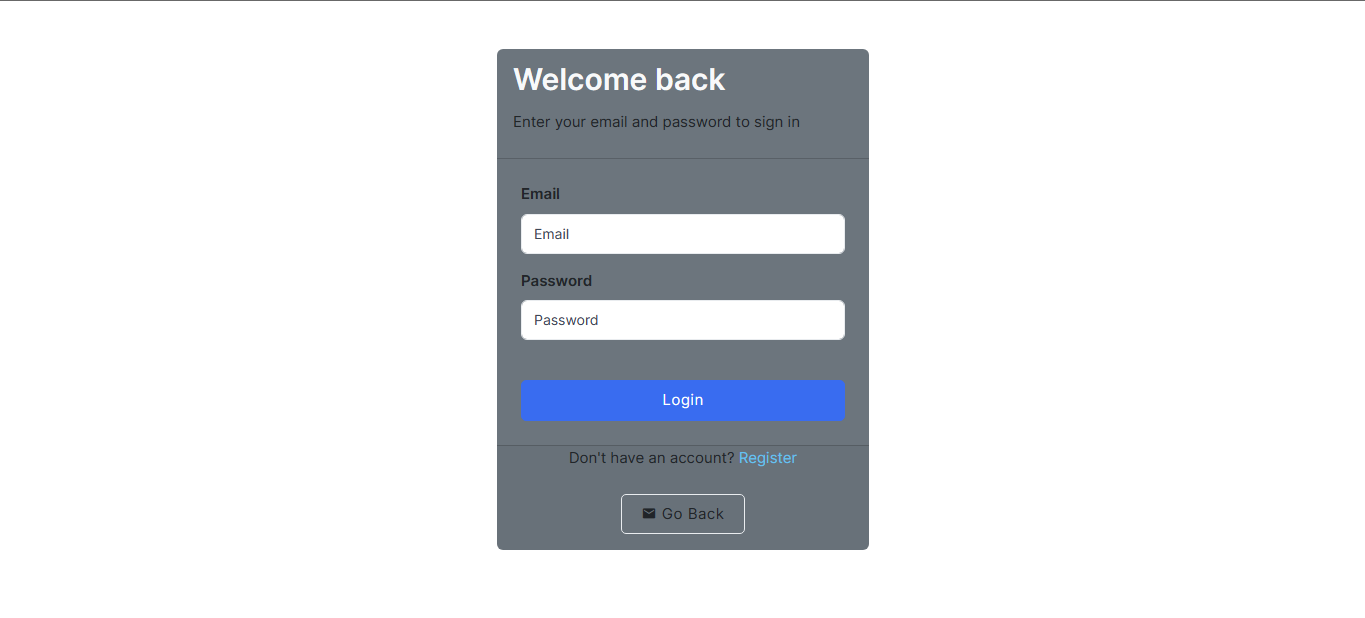 Welcome back
Enter your email and password to sign in
Email
Email
Password
Password
Login
Don't have an account? Register
Go Back